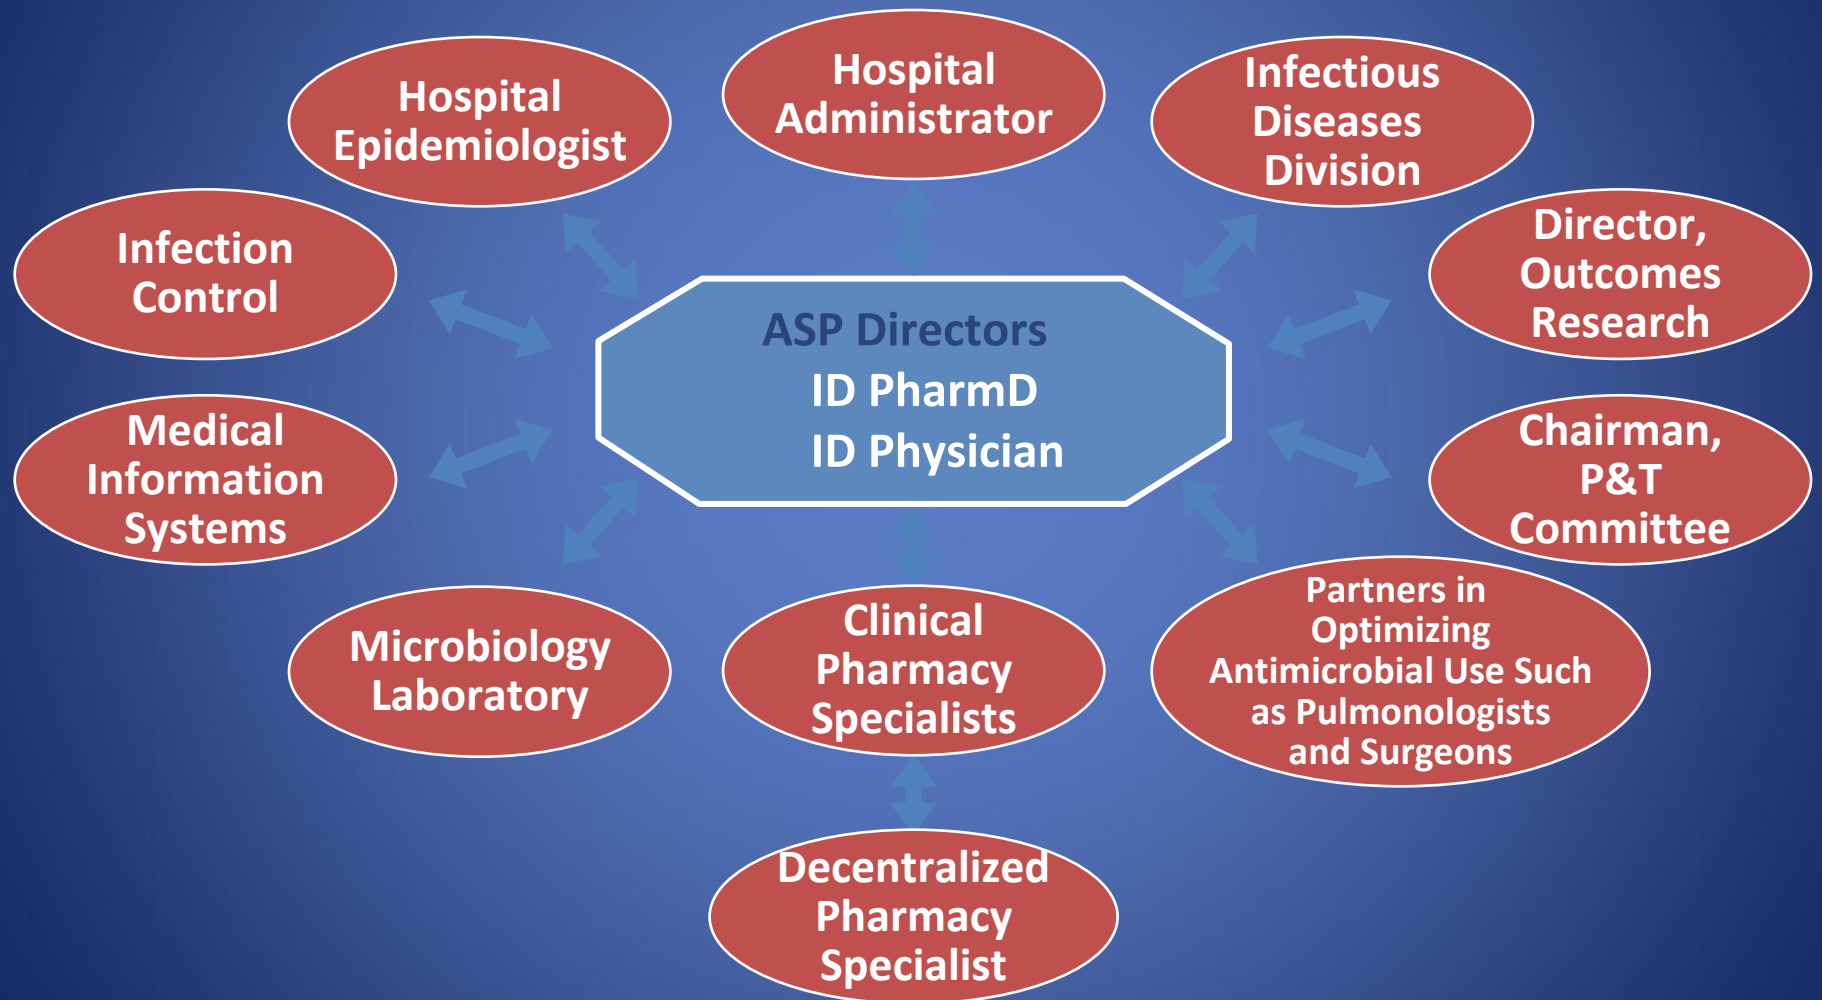 Hospital
Administrator
Hospital
Epidemiologist
Infectious
Diseases
Division
Infection
Control
Director,
Outcomes
Research
ASP Directors
ID PharmD
ID Physician
Medical
Information
Systems
Chairman,
P&T
Committee
Microbiology
Laboratory
Clinical
Pharmacy
Specialists
Partners in
Optimizing
Antimicrobial Use Such
as Pulmonologists
and Surgeons
Decentralized
Pharmacy
Specialist